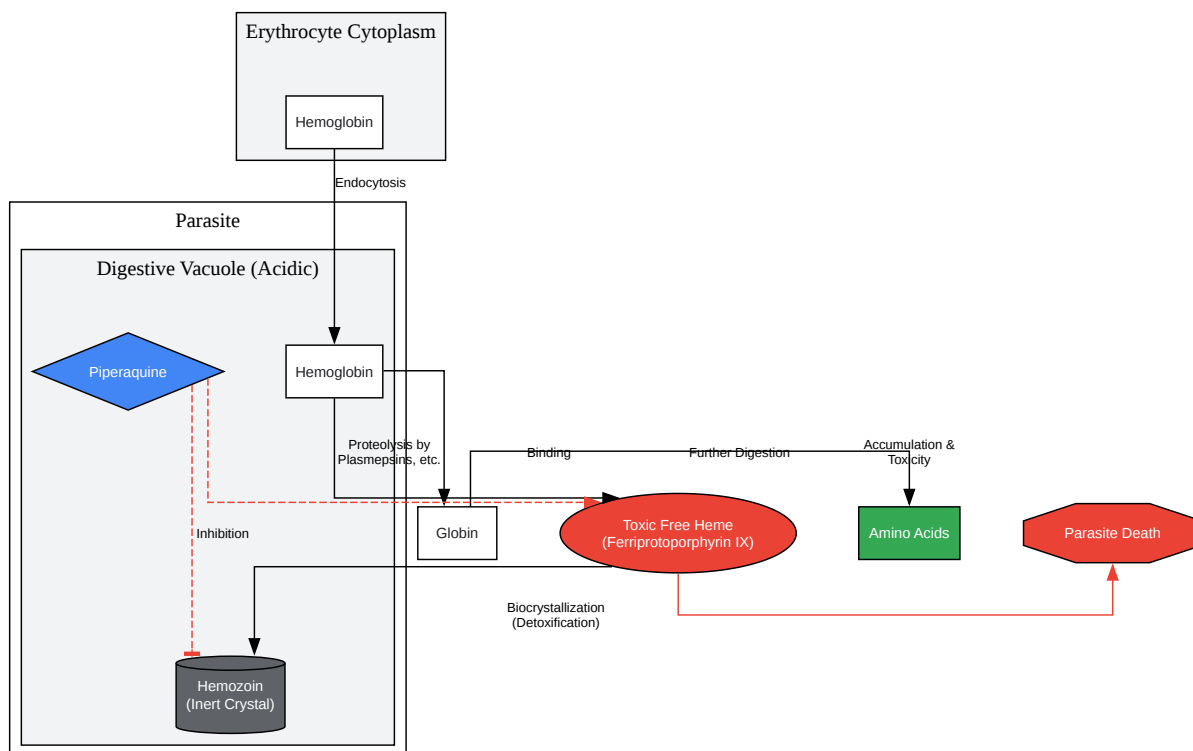 Erythrocyte Cytoplasm
Hemoglobin
Endocytosis
Parasite
Digestive Vacuole (Acidic)
Piperaquine
Hemoglobin
Proteolysis by
Plasmepsins, etc.
Binding
Further Digestion
Accumulation &
Toxicity
Inhibition
Globin
Toxic Free Heme
(Ferriprotoporphyrin IX)
Amino Acids
Parasite Death
Biocrystallization
(Detoxification)
Hemozoin
(Inert Crystal)